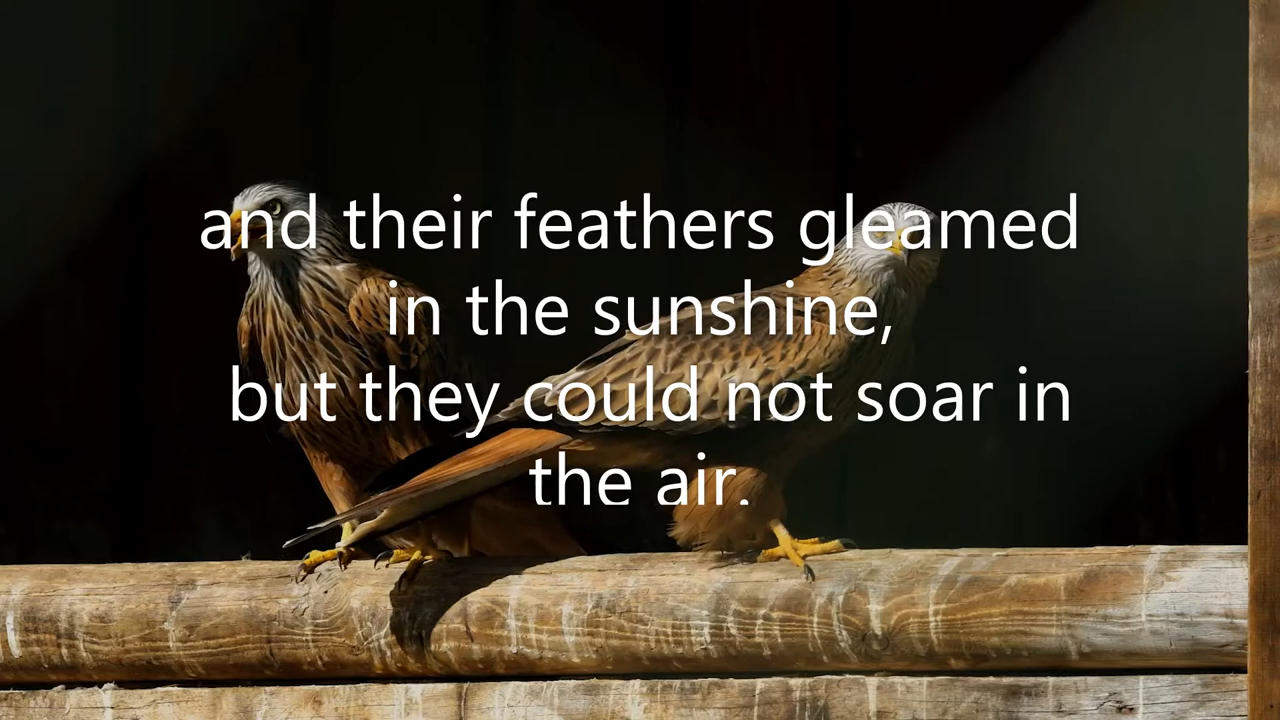 and their feathers gleamed
in the sunshine,
but they could not soar in
the air.